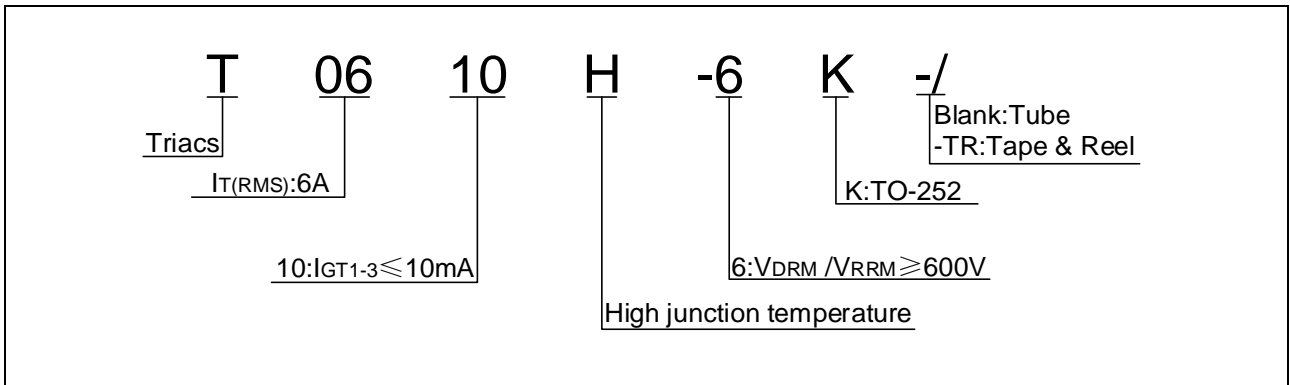 T 06 10 H -6 K -/
Blank:Tube
Triacs
-TR:Tape & Reel
IT(RMS):6A
K:TO-252
10:IGT1-3≤10mA
6:VDRM /VRRM≥600V
High junction temperature